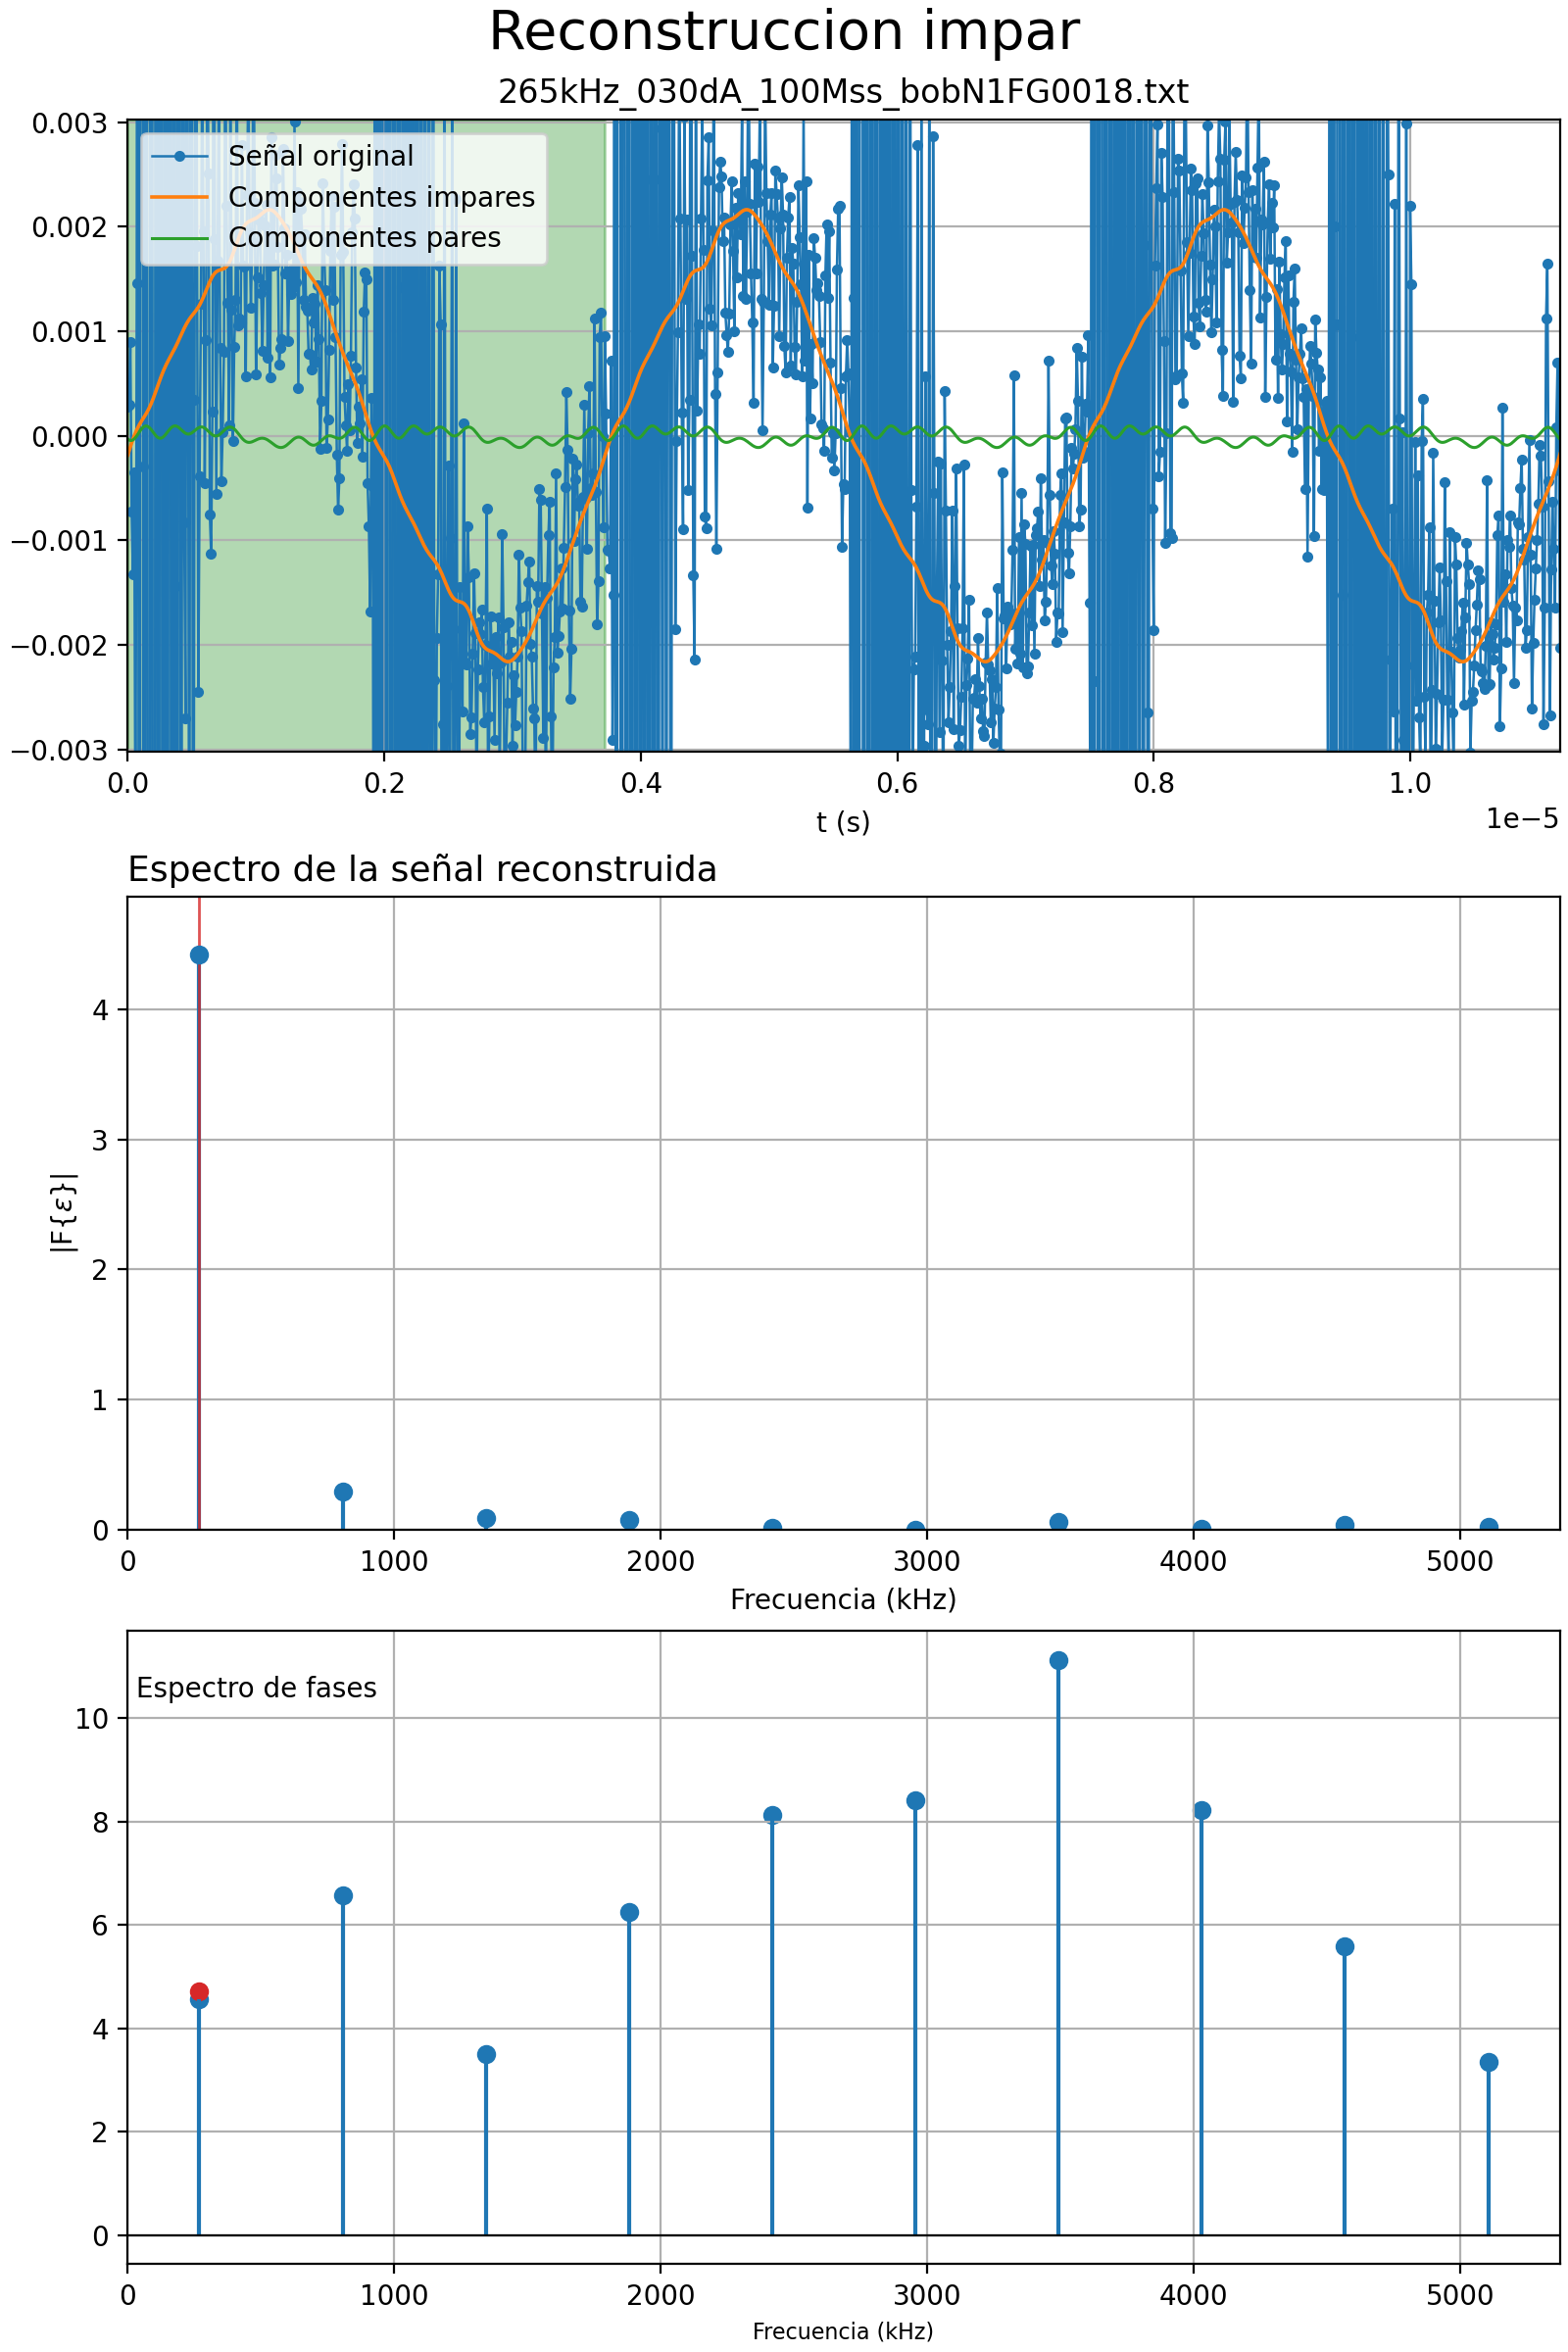 Reconstruccion impar
265kHz_030dA_100Mss_bobN1FG0018.txt
0.003
0.002
0.001
0.000
−0.001
−0.002
−0.003
Señal original
Componentes impares
Componentes pares
0.0 0.2 0.4 0.6 0.8 1.0
1e−5
t (s)
Espectro de la señal reconstruida
4
3
2
1
0
|F{ε}|
0 1000 2000 3000 4000 5000
Frecuencia (kHz)
Espectro de fases
10
8
6
4
2
0
0 1000 2000 3000 4000 5000
Frecuencia (kHz)